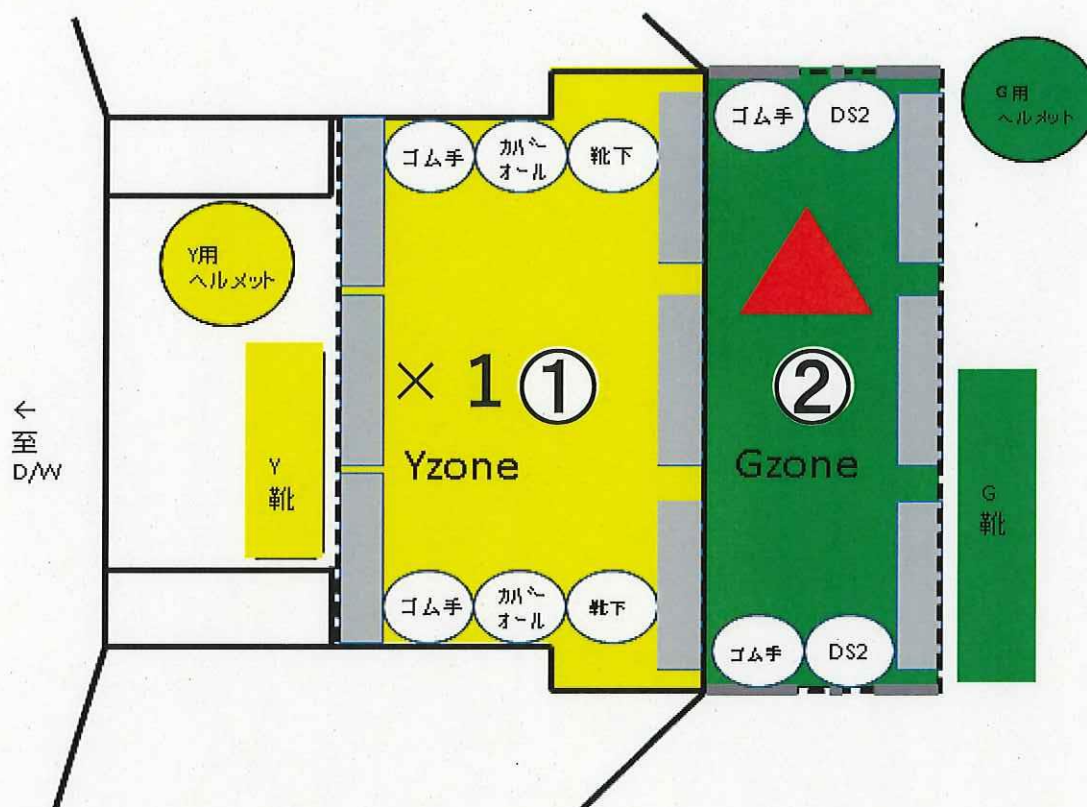 ゴム手
DS2
G用
ヘルメット
ゴム手
カバー
オール
靴下
Y用
ヘルメット
× 1 ①
②
Yzone
Gzone
←
至
D/W
Y
靴
G
靴
ゴム手
カバー
オール
靴下
ゴム手
DS2